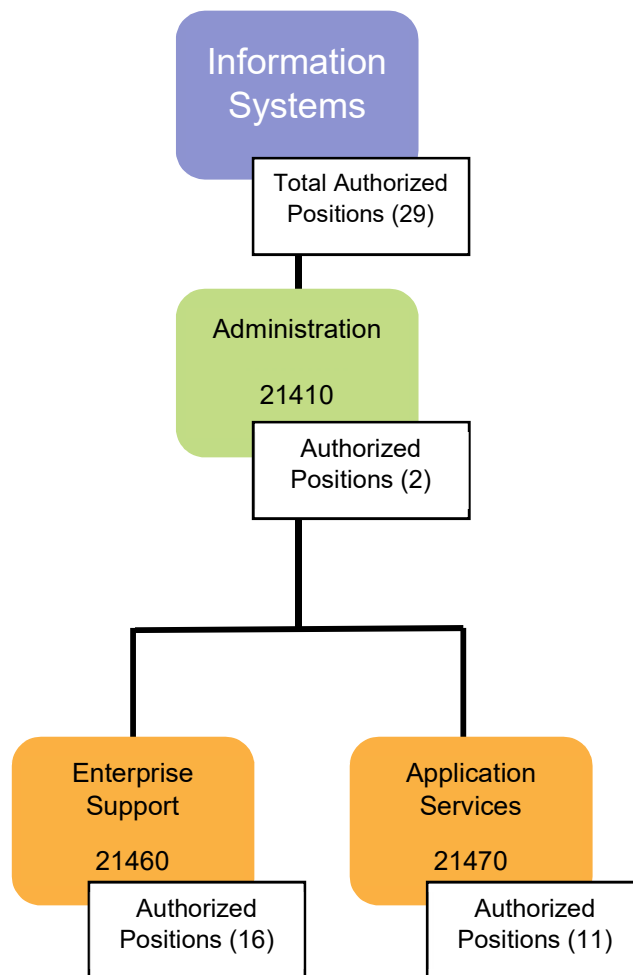 Information
Systems
Total Authorized
Positions (29)
Administration
21410
Authorized
Positions (2)
Enterprise
Support
21460
Authorized
Positions (16)
Application
Services
21470
Authorized
Positions (11)